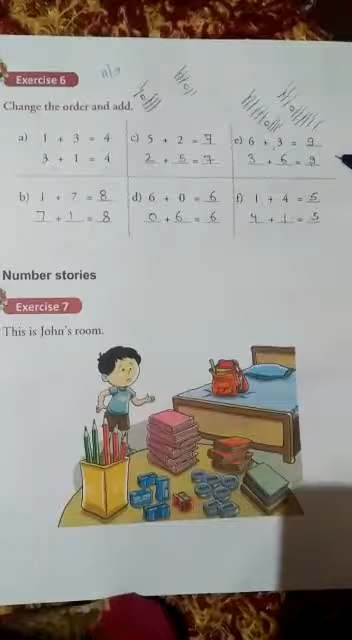 Exercise 6
Change the order and add.
a) 1 + 3 = 4 c) 5 + 2 = 7 e) 6 + 3 = 9
3 + 1 = 4 2 + 5 = 7 3 + 6 = 9
b) 1 + 7 = 8 d) 6 + 0 = 6 f) 1 + 4 = 5
7 + 1 = 8 0 + 6 = 6 4 + 1 = 5
Number stories
Exercise 7
This is John's room.